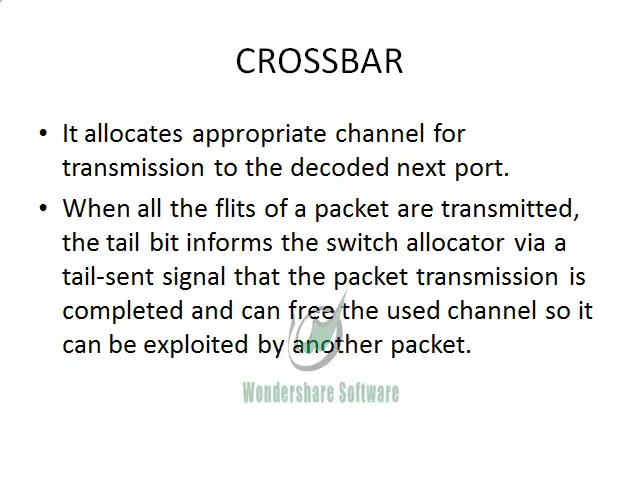 CROSSBAR
• It allocates appropriate channel for
transmission to the decoded next port.
• When all the flits of a packet are transmitted,
the tail bit informs the switch allocator via a
tail-sent signal that the packet transmission is
completed and can free the used channel so it
can be exploited by another packet.
Wondershare Software